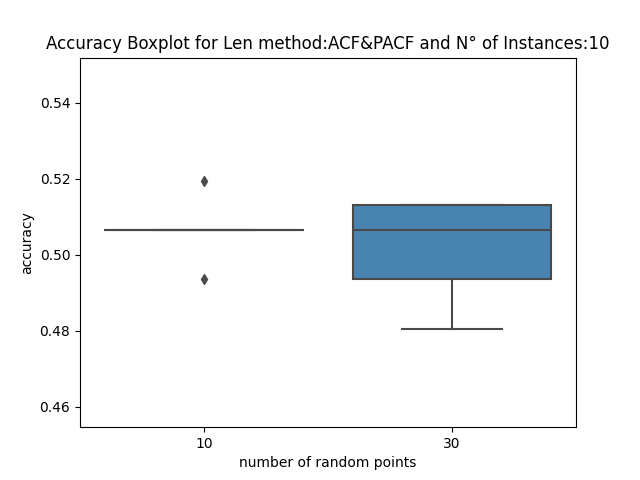 Accuracy Boxplot for Len method:ACF&PACF and N° of Instances:10
0.54
0.52
0.50
0.48
0.46
accuracy
10
30
number of random points